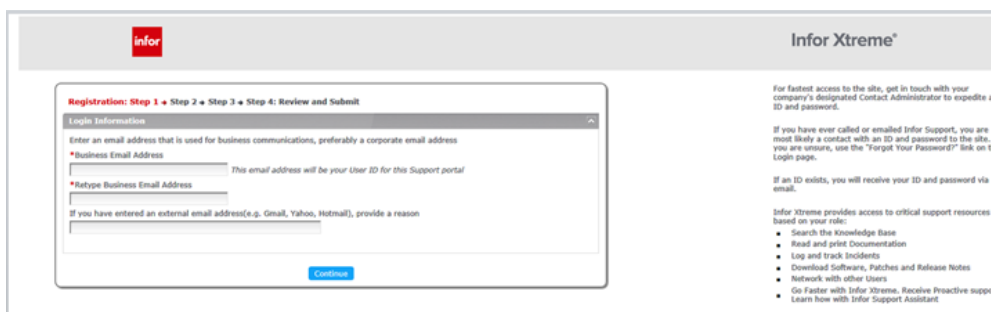 infor
Infor Xtreme®
Registration: Step 1 → Step 2 → Step 3 → Step 4: Review and Submit
Login Information
Enter an email address that is used for business communications, preferably a corporate email address
*Business Email Address
This email address will be your User ID for this Support portal
*Retype Business Email Address
If you have entered an external email address(e.g. Gmail, Yahoo, Hotmail), provide a reason
Continue
For fastest access to the site, get in touch with your
company's designated Contact Administrator to expedite
ID and password.
If you have ever called or emailed Infor Support, you are
most likely a contact with an ID and password to the site.
you are unsure, use the "Forgot Your Password?" link on
Login page.
If an ID exists, you will receive your ID and password via
email.
Infor Xtreme provides access to critical support resources
based on your role:
▪ Search the Knowledge Base
▪ Read and print Documentation
▪ Log and track Incidents
▪ Download Software, Patches and Release Notes
▪ Network with other Users
▪ Go Faster with Infor Xtreme. Receive Proactive
Learn how with Infor Support Assistant